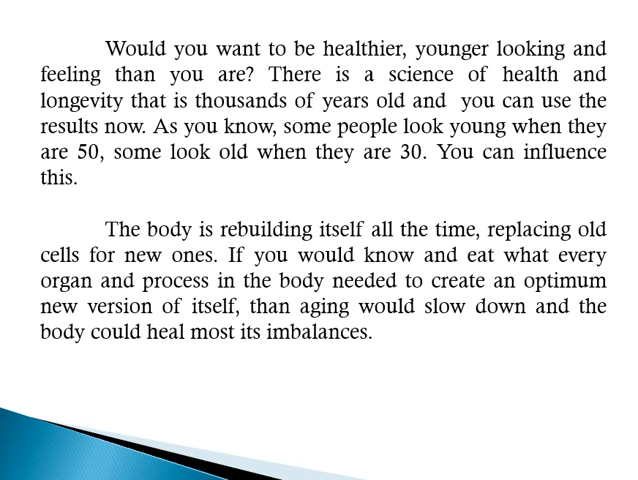 Would you want to be healthier, younger looking and
feeling than you are? There is a science of health and
longevity that is thousands of years old and  you can use the
results now. As you know, some people look young when they
are 50, some look old when they are 30. You can influence
this.
The body is rebuilding itself all the time, replacing old
cells for new ones. If you would know and eat what every
organ and process in the body needed to create an optimum
new version of itself, than aging would slow down and the
body could heal most its imbalances.